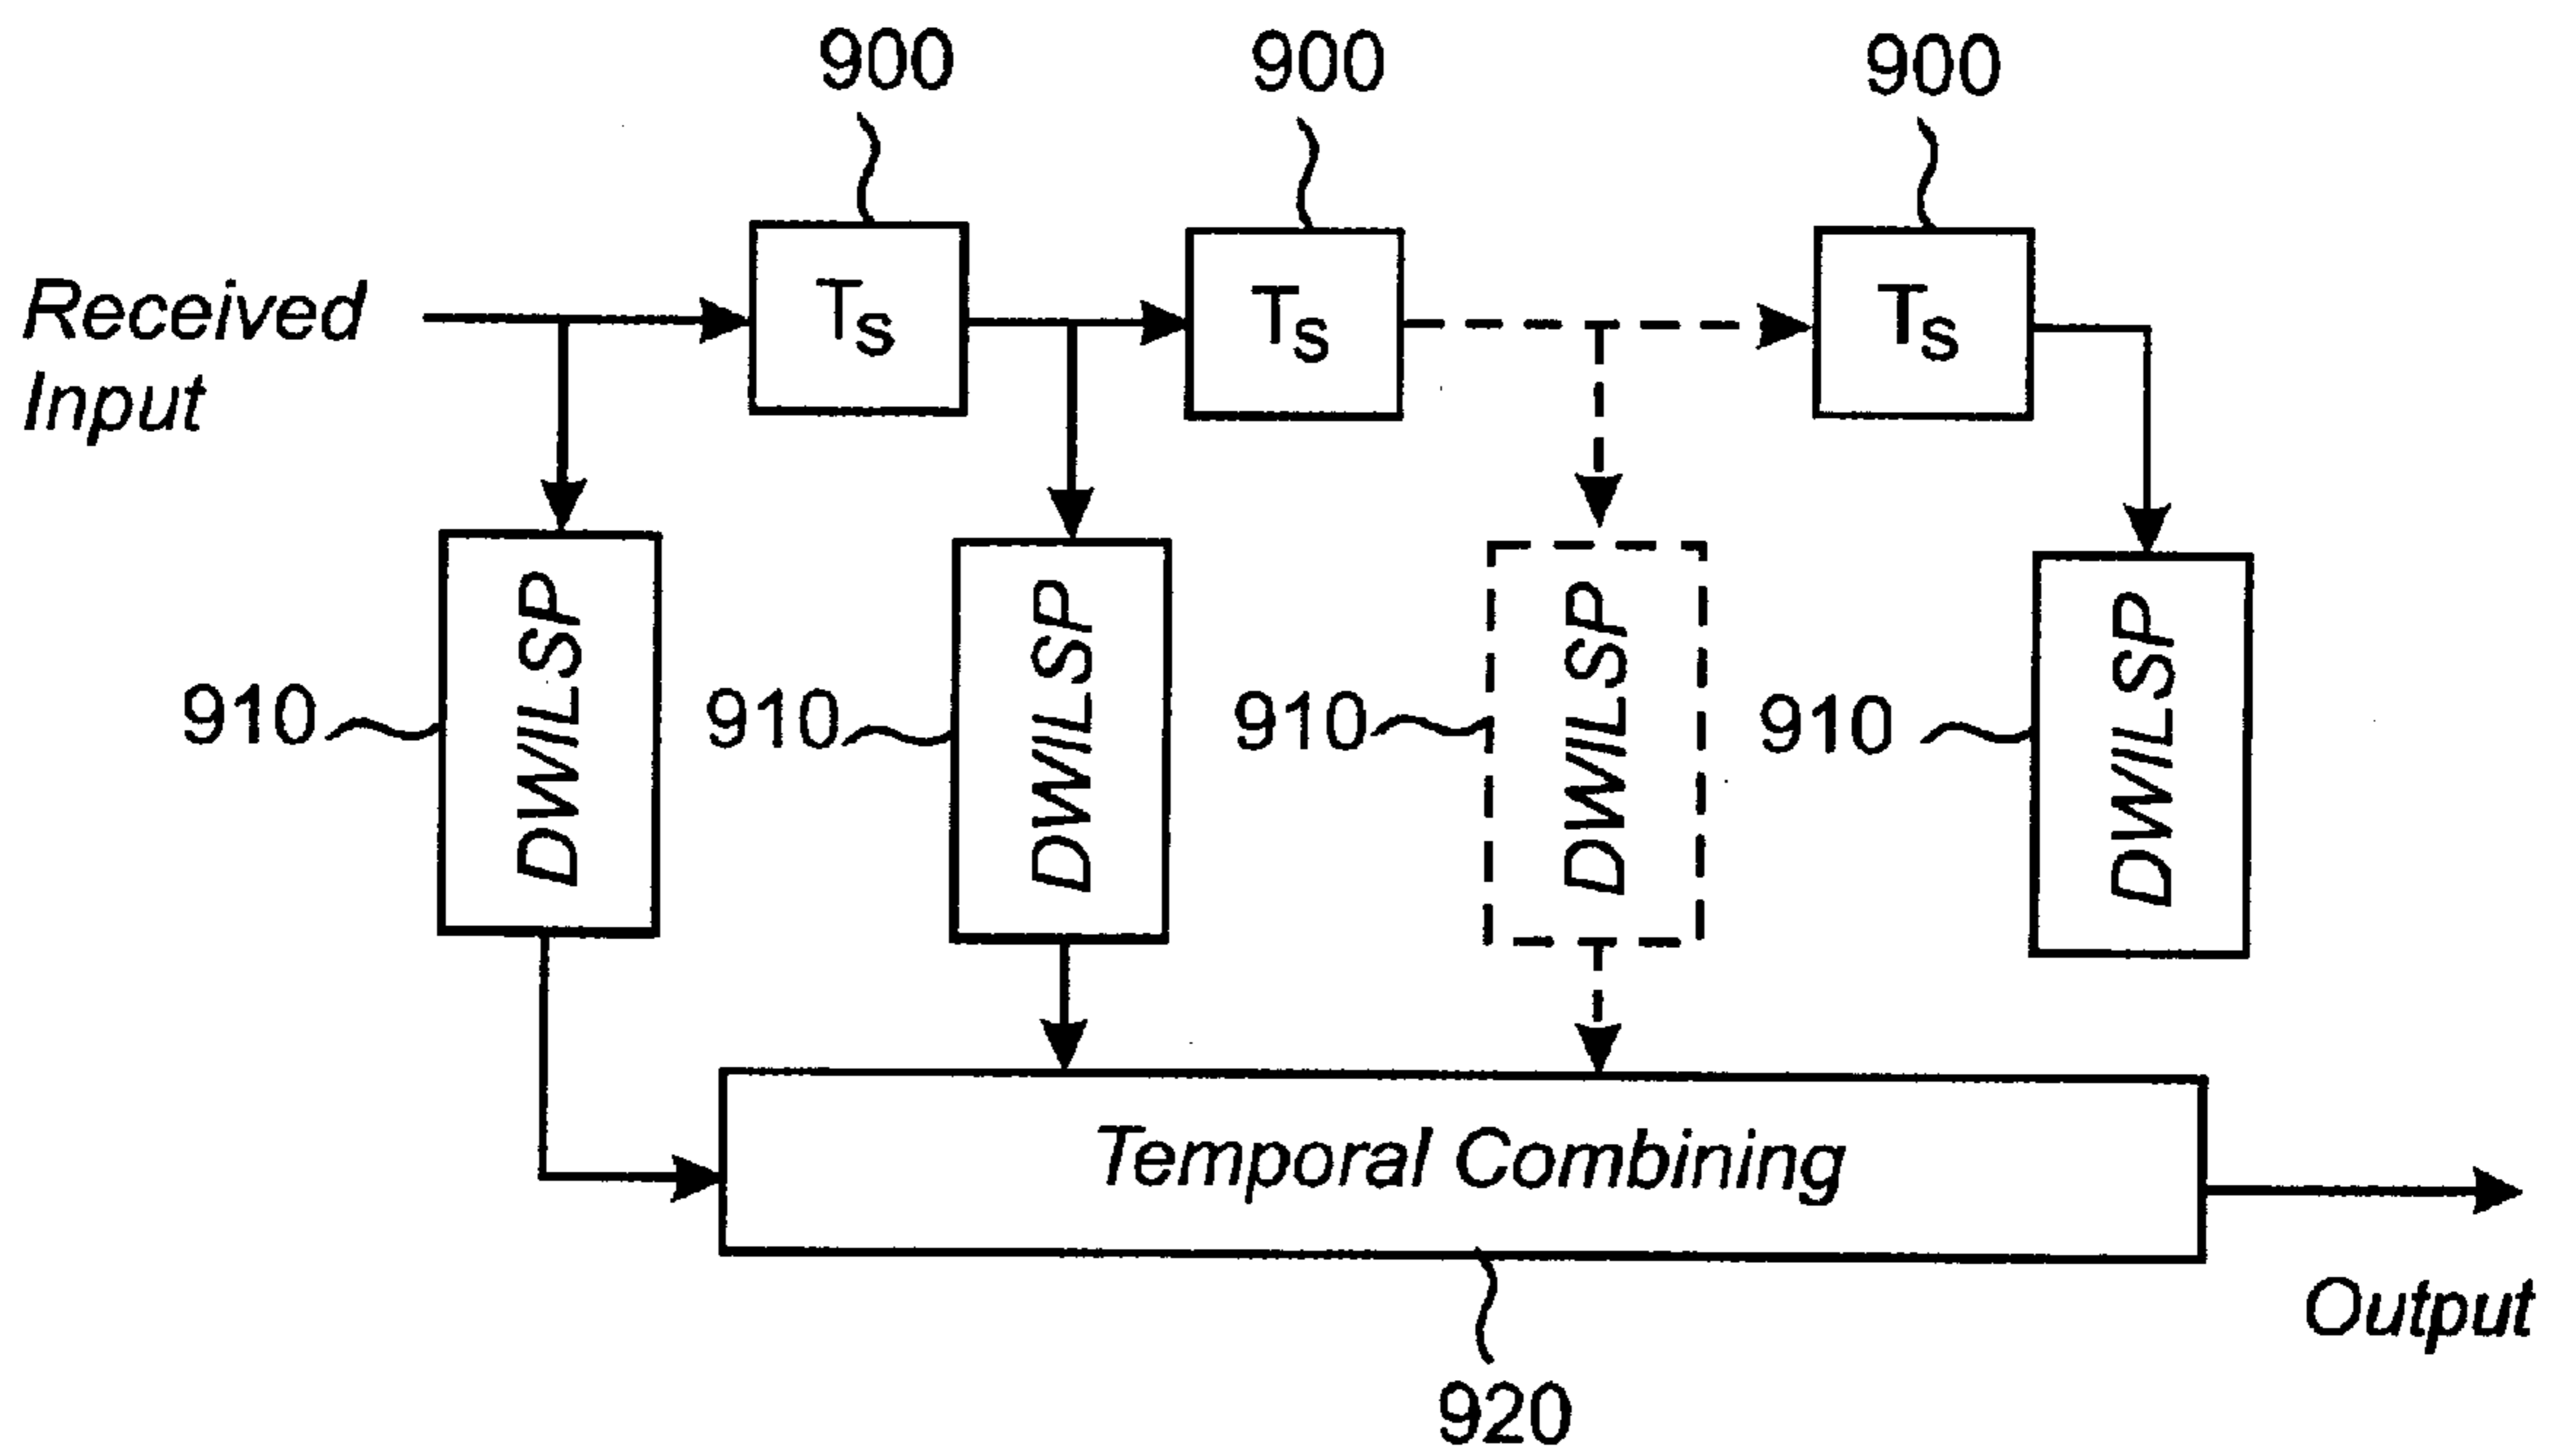 900
900
900
Received
Input
Ts
Ts
Ts
910
DWILSP
910
DWILSP
910
DWILSP
910
DWILSP
Temporal Combining
Output
920